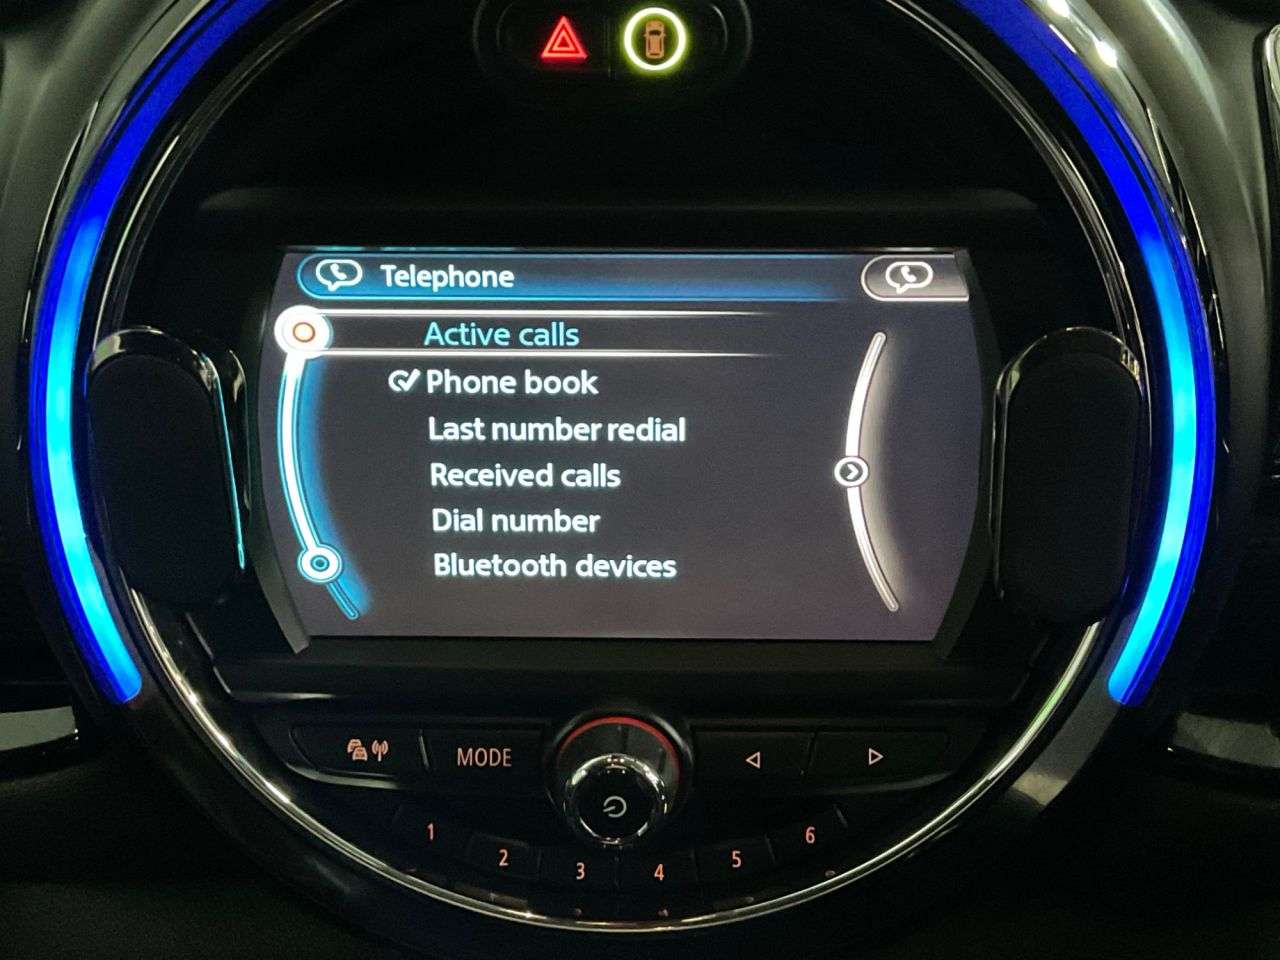 Telephone
Active calls
Phone book
Last number redial
Received calls
Dial number
Bluetooth devices
MODE
1 2 3 4 5 6